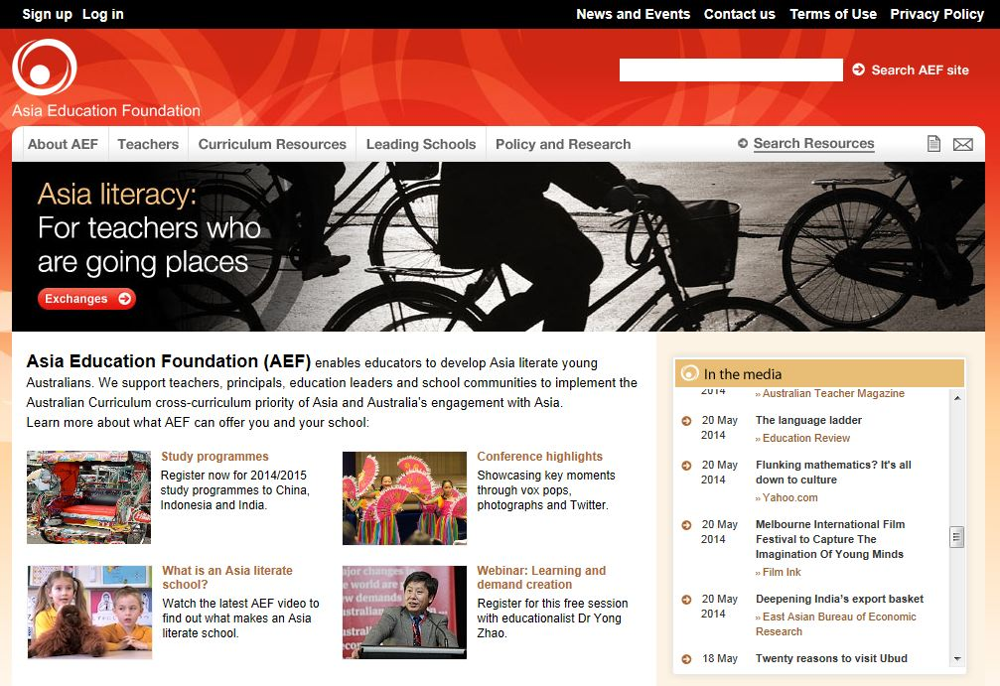 Sign up Log in
News and Events Contact us Terms of Use Privacy Policy
Search AEF site
Asia Education Foundation
About AEF Teachers Curriculum Resources Leading Schools Policy and Research Search Resources
Asia literacy:
For teachers who
are going places
Exchanges
Asia Education Foundation (AEF) enables educators to develop Asia literate young
Australians. We support teachers, principals, education leaders and school communities to implement the
Australian Curriculum cross-curriculum priority of Asia and Australia's engagement with Asia.
Learn more about what AEF can offer you and your school:
Study programmes
Register now for 2014/2015
study programmes to China,
Indonesia and India.
Conference highlights
Showcasing key moments
through vox pops,
photographs and Twitter.
What is an Asia literate
school?
Watch the latest AEF video to
find out what makes an Asia
literate school.
major changes
world are
new demands
Australian
Webinar: Learning and
demand creation
Register for this free session
with educationalist Dr Yong
Zhao.
In the media
2014 » Australian Teacher Magazine
20 May The language ladder
2014 » Education Review
20 May Flunking mathematics? It's all
2014 down to culture
» Yahoo.com
20 May Melbourne International Film
2014 Festival to Capture The
Imagination Of Young Minds
» Film Ink
20 May Deepening India's export basket
2014 » East Asian Bureau of Economic
Research
18 May Twenty reasons to visit Ubud